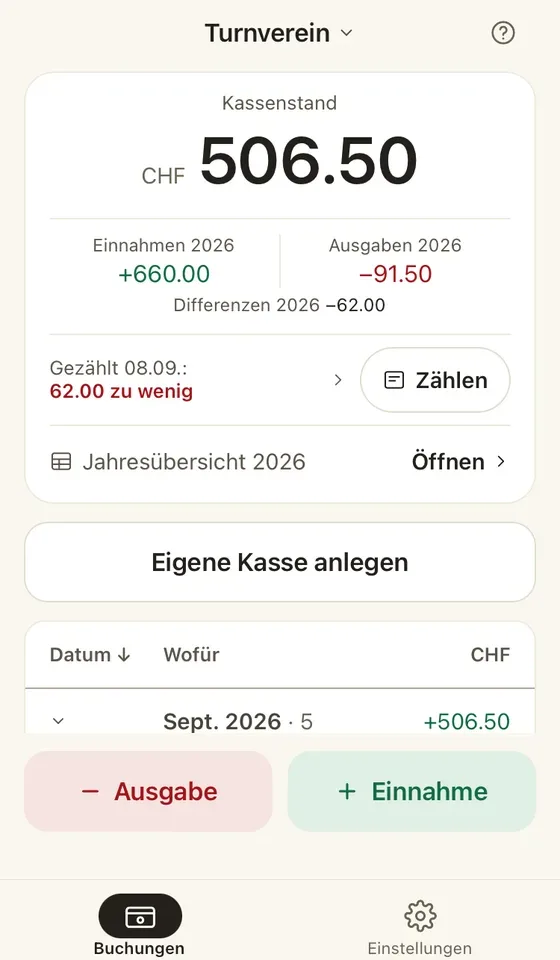 Turnverein
Kassenstand
CHF 506.50
Einnahmen 2026
+660.00
Ausgaben 2026
−91.50
Differenzen 2026 −62.00
Gezählt 08.09.:
62.00 zu wenig
Zählen
Jahresübersicht 2026
Öffnen
Eigene Kasse anlegen
Datum ↓ Wofür CHF
Sept. 2026 · 5 +506.50
− Ausgabe
+ Einnahme
Buchungen
Einstellungen